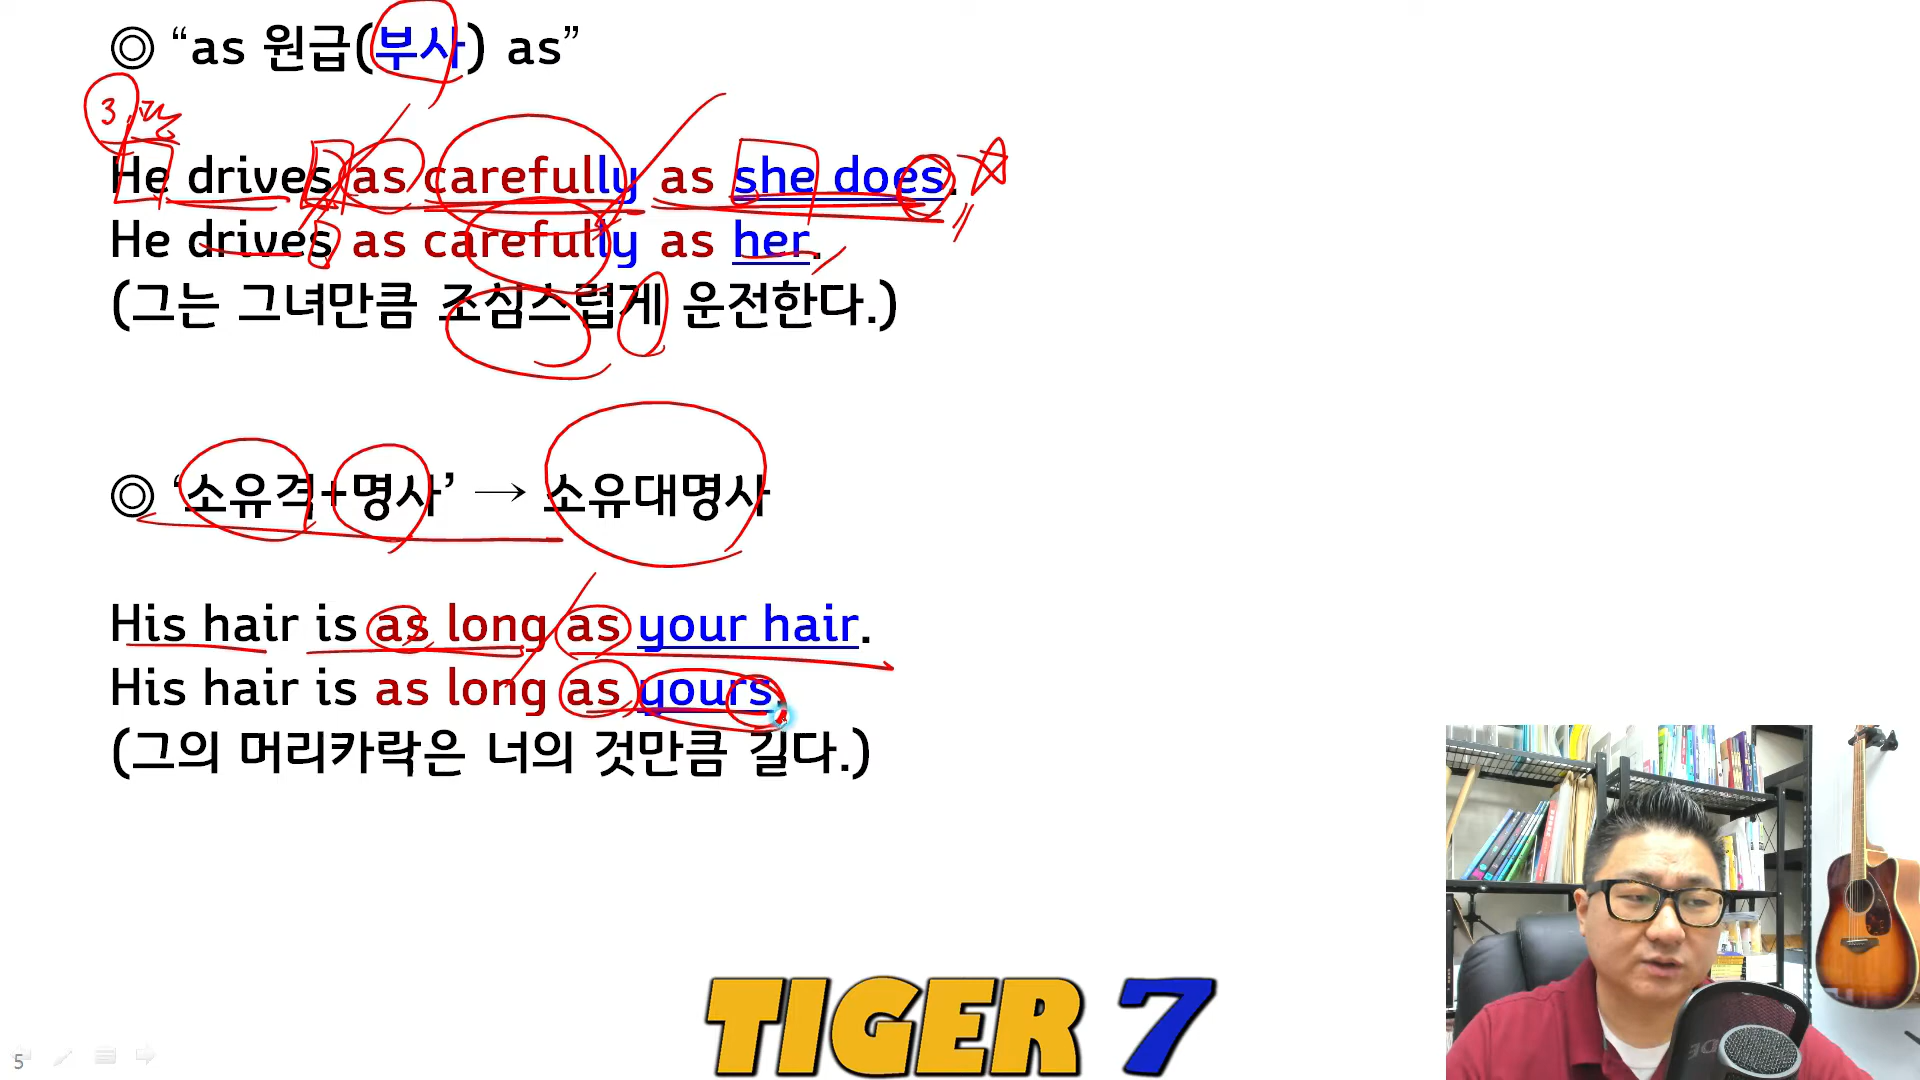 ◎ “as 원급(부사) as”
3.
He drives as carefully as she does.
He drives as carefully as her.
(그는 그녀만큼 조심스럽게 운전한다.)
◎ ‘소유격+명사’ → 소유대명사
His hair is as long as your hair.
His hair is as long as yours.
(그의 머리카락은 너의 것만큼 길다.)
TIGER 7
5